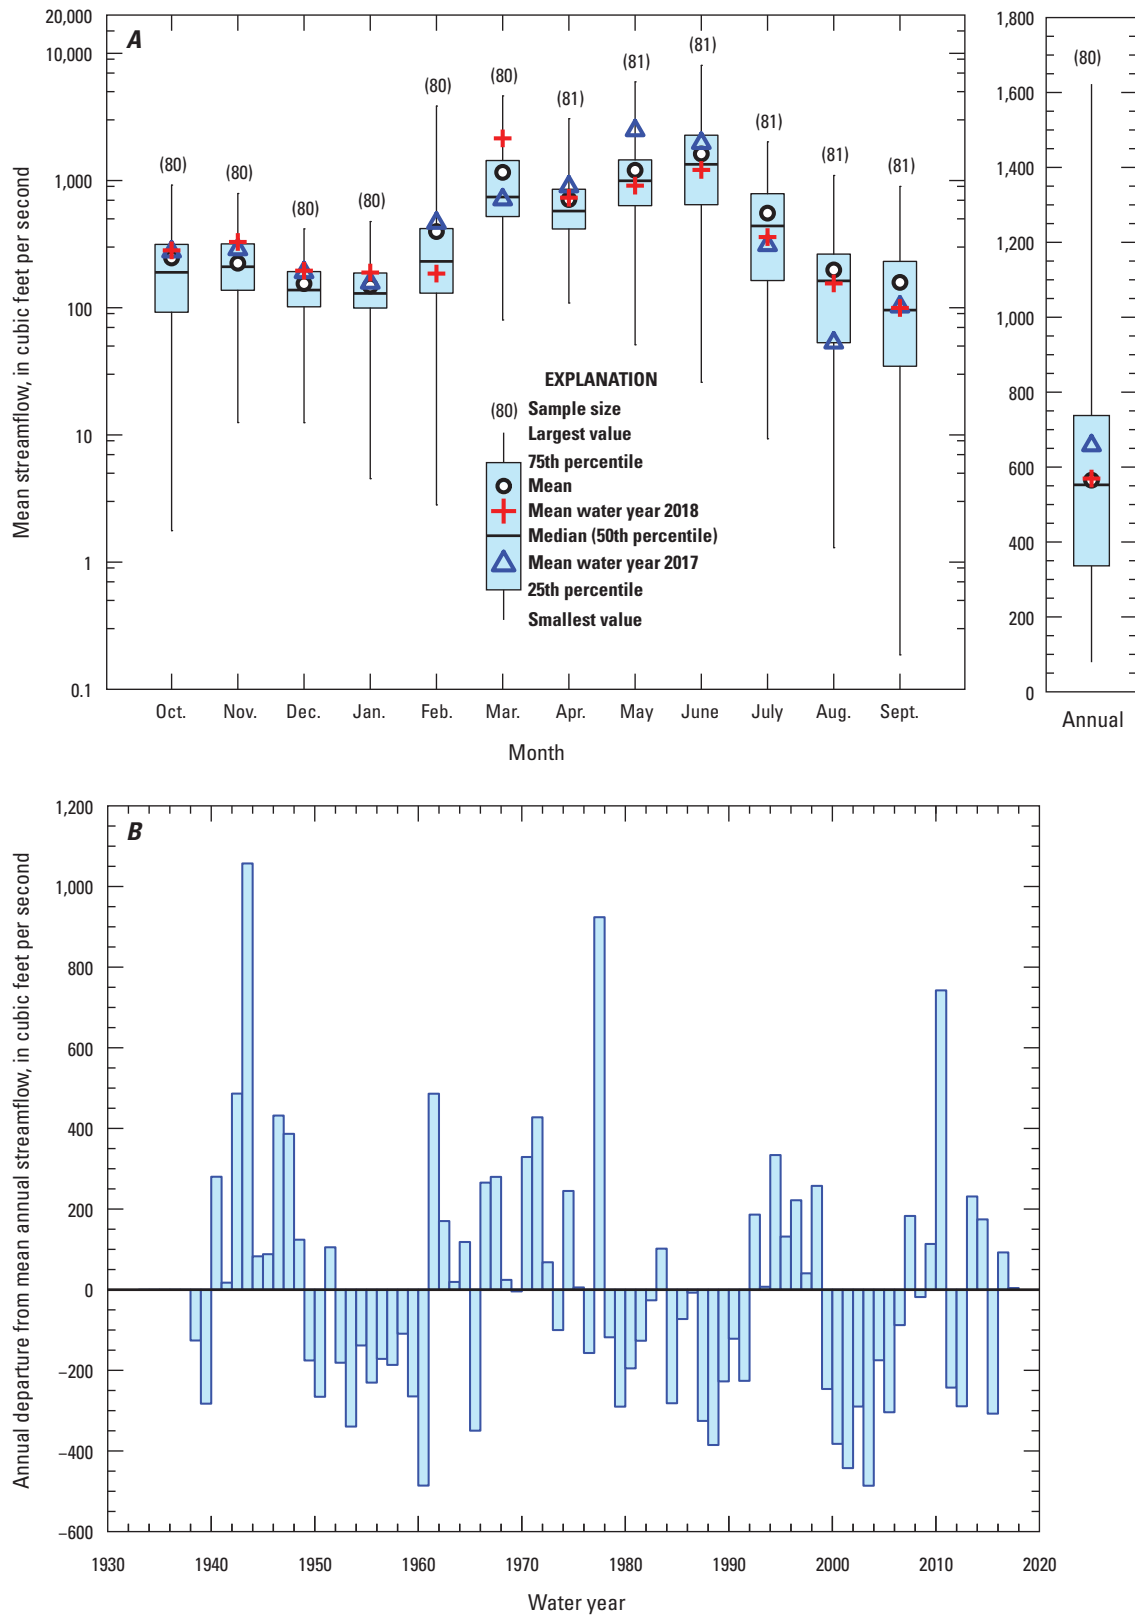 A
20,000
10,000
1,000
100
10
1
0.1
Mean streamflow, in cubic feet per second
(80)
(80)
(80)
(80)
(80)
(80)
(81)
(81)
(81)
(81)
(81)
(81)
EXPLANATION
(80) Sample size
Largest value
75th percentile
Mean
Mean water year 2018
Median (50th percentile)
Mean water year 2017
25th percentile
Smallest value
Oct. Nov. Dec. Jan. Feb. Mar. Apr. May June July Aug. Sept.
Month
1,800
1,600
1,400
1,200
1,000
800
600
400
200
0
(80)
Annual
B
1,200
1,000
800
600
400
200
0
−200
−400
−600
Annual departure from mean annual streamflow, in cubic feet per second
1930 1940 1950 1960 1970 1980 1990 2000 2010 2020
Water year